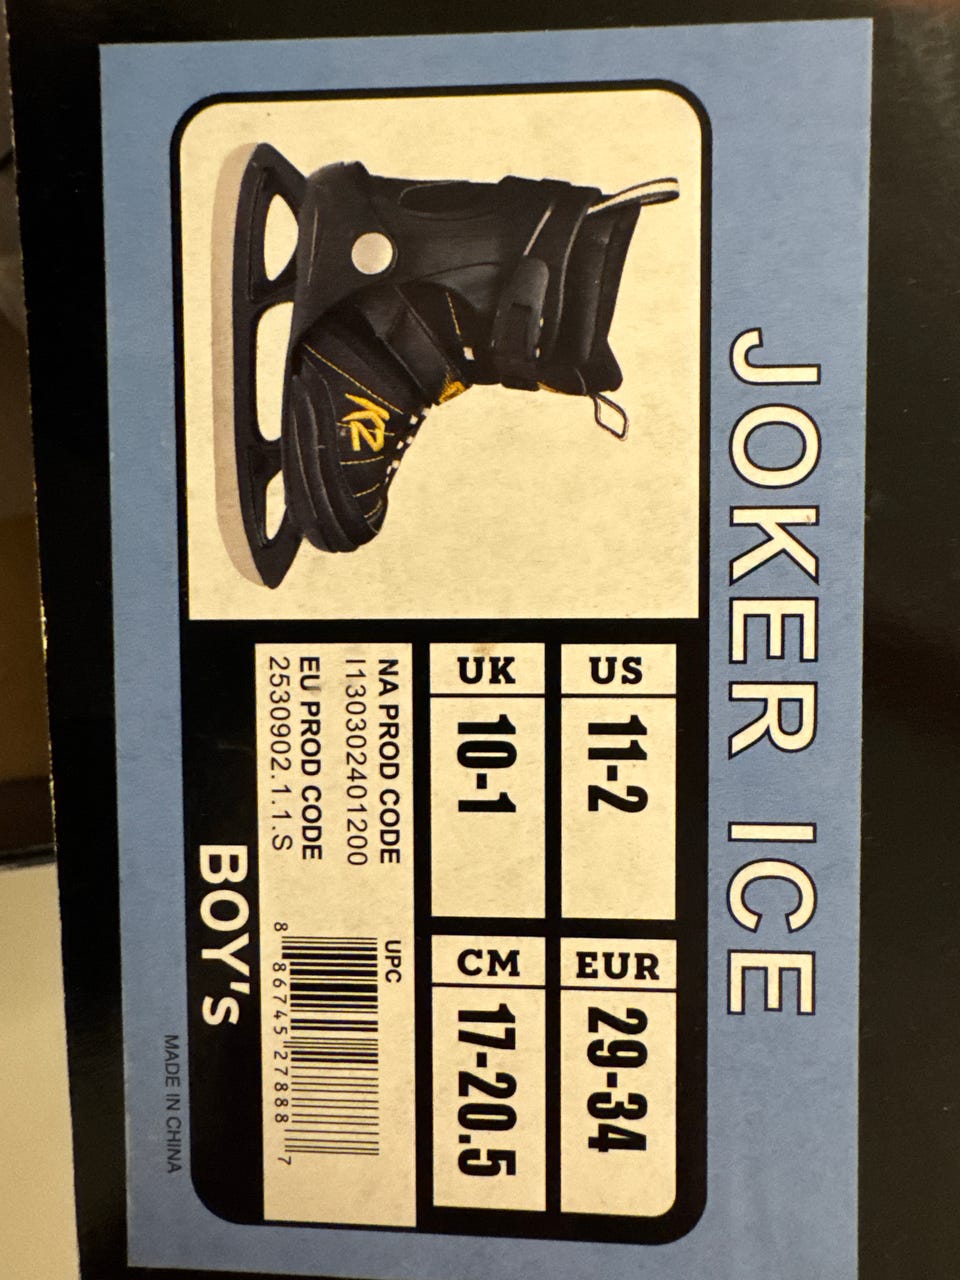 JOKER ICE
K2
US
11-2
EUR
29-34
UK
10-1
CM
17-20.5
NA PROD CODE
I130302401200
EU PROD CODE
2530902.1.1.S
UPC
8 86745 27888 7
BOY's
MADE IN CHINA